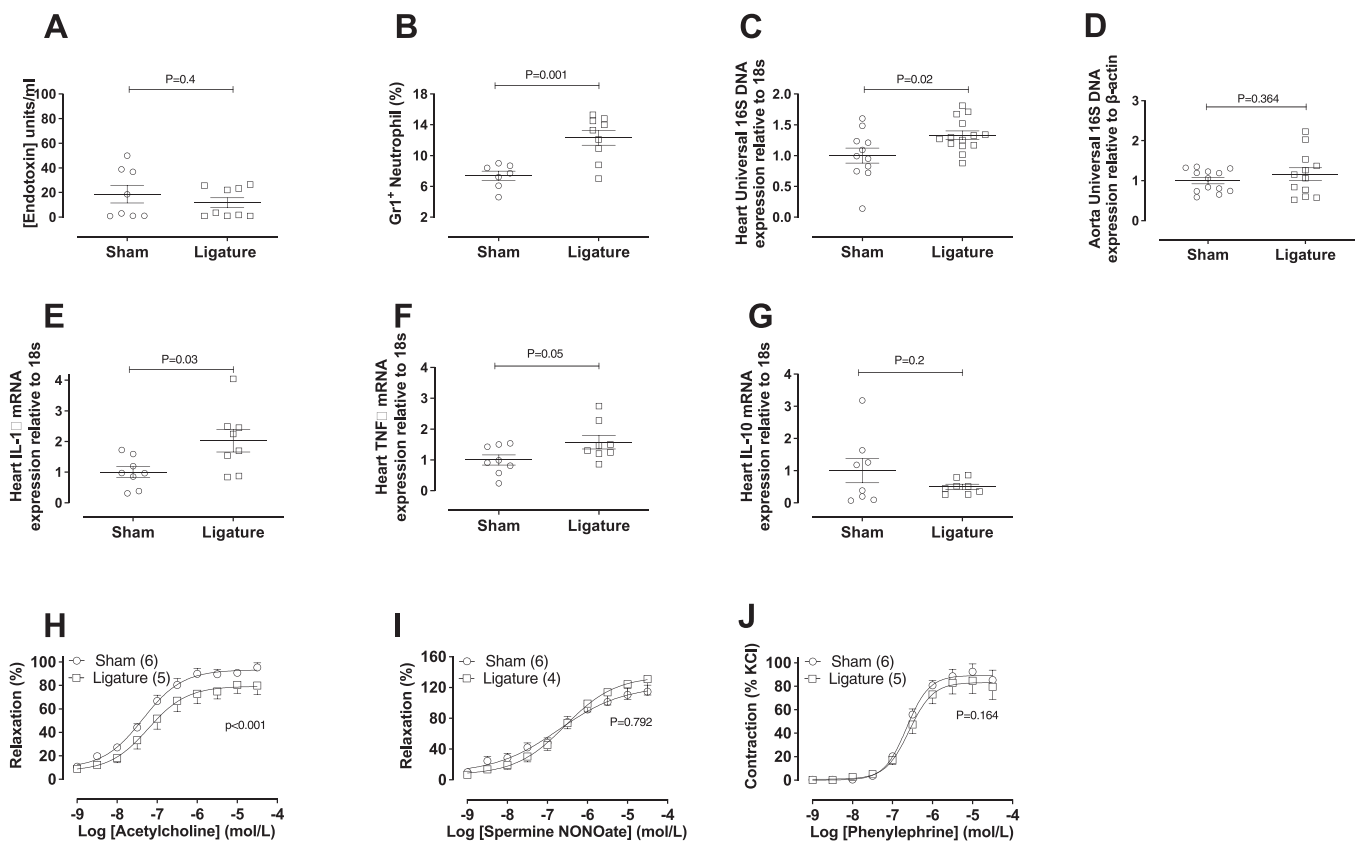 A
[Endotoxin] units/ml
P=0.4
100
80
60
40
20
0
Sham Ligature
B
Gr1+ Neutrophil (%)
P=0.001
18
14
10
6
2
Sham Ligature
C
Heart Universal 16S DNA
expression relative to 18s
P=0.02
2.0
1.5
1.0
0.5
0.0
Sham Ligature
D
Aorta Universal 16S DNA
expression relative to β-actin
P=0.364
3
2
1
0
Sham Ligature
E
Heart IL-1□ mRNA
expression relative to 18s
P=0.03
4
3
2
1
0
Sham Ligature
F
Heart TNF□ mRNA
expression relative to 18s
P=0.05
4
3
2
1
0
Sham Ligature
G
Heart IL-10 mRNA
expression relative to 18s
P=0.2
4
3
2
1
0
Sham Ligature
H
Relaxation (%)
100
80
60
40
20
0
Sham (6)
Ligature (5)
p<0.001
-9 -8 -7 -6 -5 -4
Log [Acetylcholine] (mol/L)
I
Relaxation (%)
160
120
80
40
0
Sham (6)
Ligature (4)
P=0.792
-9 -8 -7 -6 -5 -4
Log [Spermine NONOate] (mol/L)
J
Contraction (% KCl)
100
80
60
40
20
0
Sham (6)
Ligature (5)
P=0.164
-9 -8 -7 -6 -5 -4
Log [Phenylephrine] (mol/L)